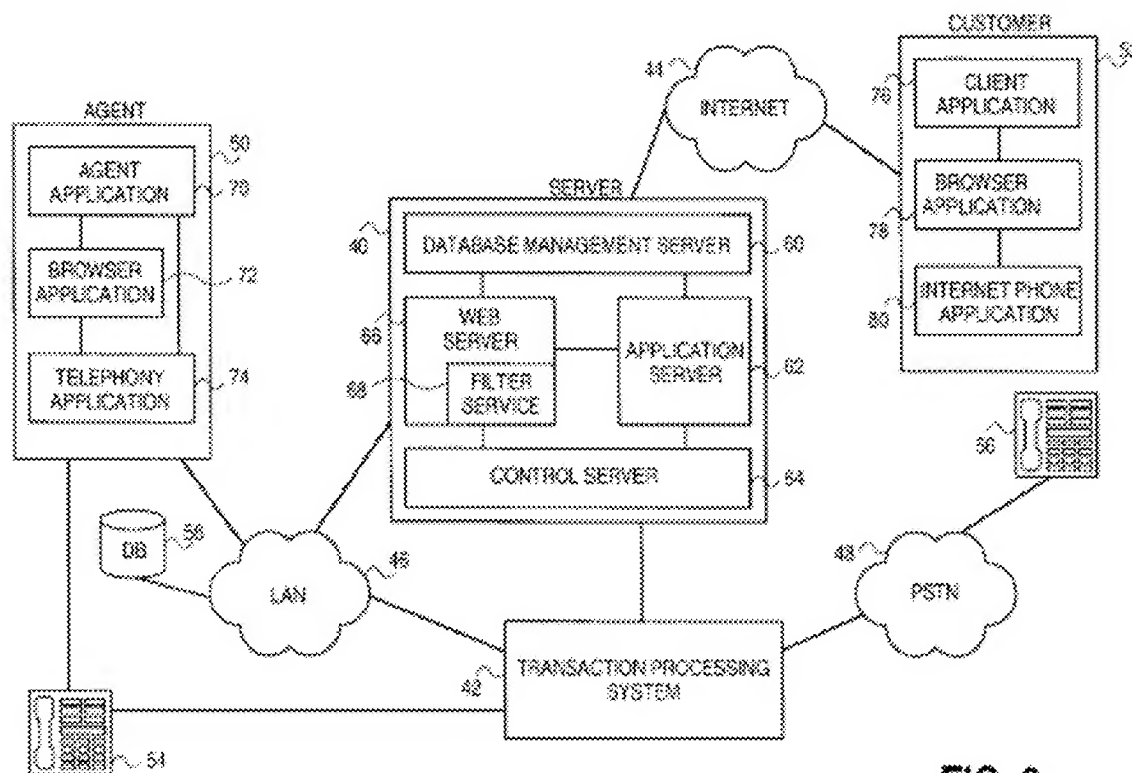 CUSTOMER
44
INTERNET
76
CLIENT
APPLICATION
BROWSER
APPLICATION
78
INTERNET PHONE
APPLICATION
80
AGENT
50
AGENT
APPLICATION
70
BROWSER
APPLICATION
72
TELEPHONY
APPLICATION
74
SERVER
40
DATABASE MANAGEMENT SERVER
60
66
WEB
SERVER
68
FILTER
SERVICE
APPLICATION
SERVER
62
CONTROL SERVER
64
56
DB
LAN
46
48
PSTN
42
TRANSACTION PROCESSING
SYSTEM
54